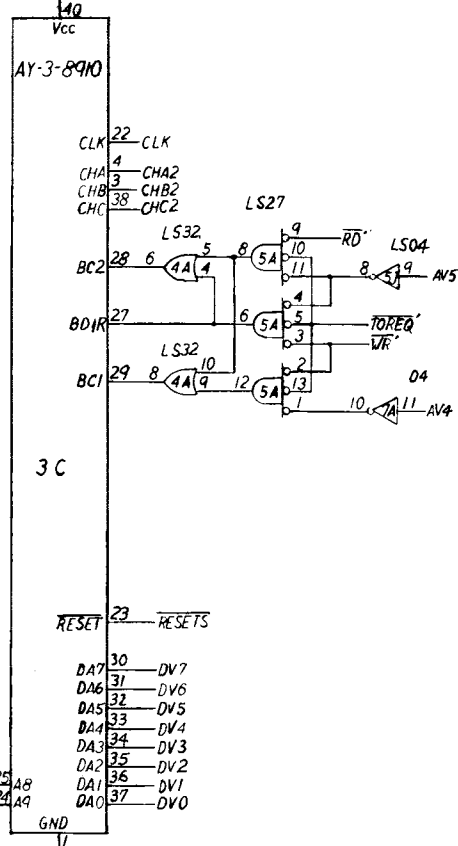 40
Vcc
AY-3-8910
CLK 22 CLK
CHA 4 CHA2
CHB 3 CHB2
CHC 38 CHC2
LS27
LS32
LS04
9 RD'
8 10
5 11
BC2 28 6 4A 4 5A 8 5J 9 AV5
4
BDIR 27 6 5A 5 IOREQ'
3 WR'
LS32
10 2 04
BC1 29 8 4A 9 12 5A 13
1 10 7A 11 AV4
3C
RESET 23 RESETS
DA7 30 DV7
DA6 31 DV6
DA5 32 DV5
DA4 33 DV4
DA3 34 DV3
DA2 35 DV2
25 A8 DA1 36 DV1
24 A9 DA0 37 DV0
GND
1